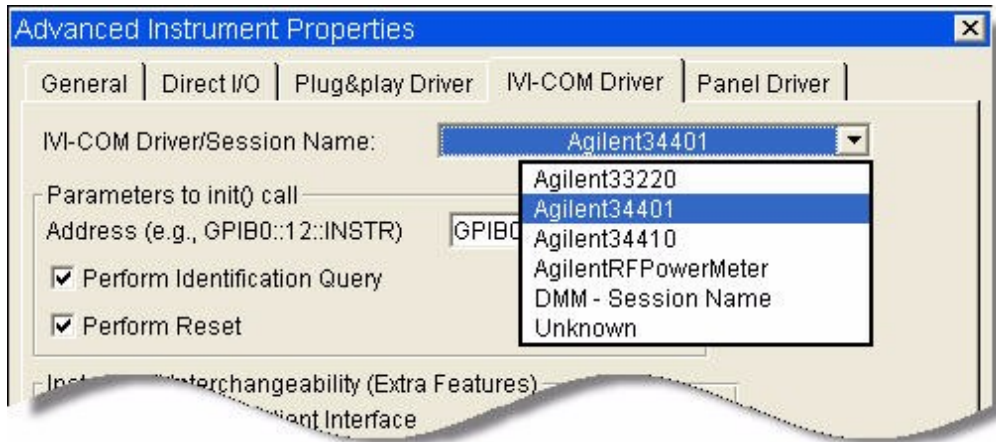 Advanced Instrument Properties
General
Direct I/O
Plug&play Driver
IVI-COM Driver
Panel Driver
IVI-COM Driver/Session Name:
Agilent34401
Agilent33220
Agilent34401
Agilent34410
AgilentRFPowerMeter
DMM - Session Name
Unknown
Parameters to init() call
Address (e.g., GPIB0::12::INSTR)
GPIB0
Perform Identification Query
Perform Reset
(Extra Features)
Interface